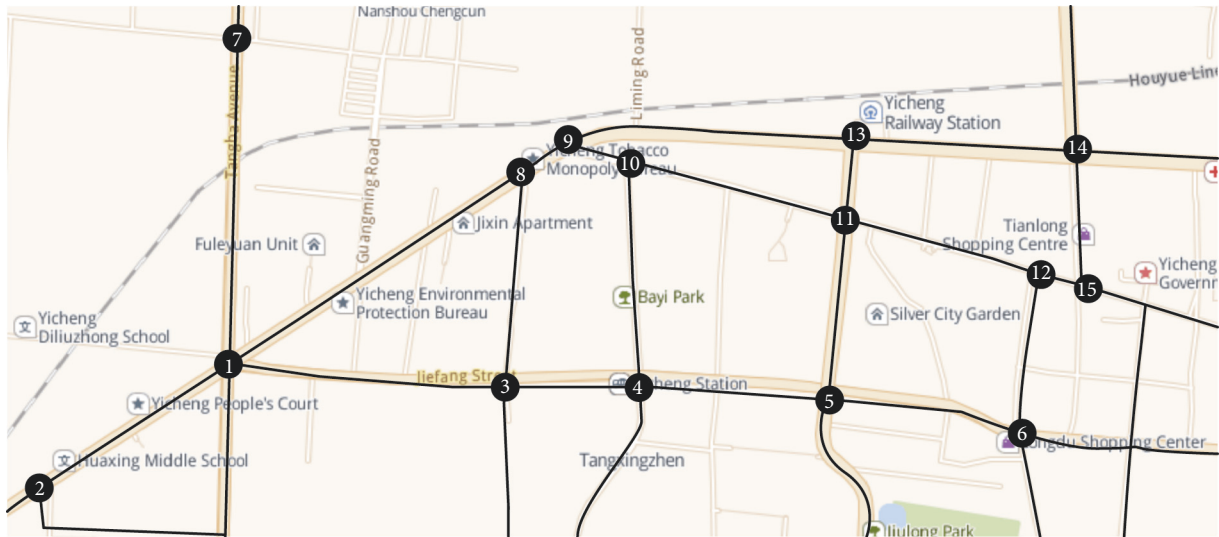 Nanshou Chengcun
7
Tangha Avenue
Liming Road
Houyue Line
Yicheng
Railway Station
13
14
9
Yicheng Tobacco
Monopoly Bureau
10
8
Guangming Road
Jixin Apartment
11
Tianlong
Shopping Centre
Fuleyuan Unit
12
15
Yicheng
Governm
Yicheng Environmental
Protection Bureau
Bayi Park
Silver City Garden
Yicheng
Diliuzhong School
1
Jiefang Street
3
4
Yicheng Station
5
Yicheng People's Court
6
ongdu Shopping Center
Huaxing Middle School
Tangxingzhen
2
Jiulong Park